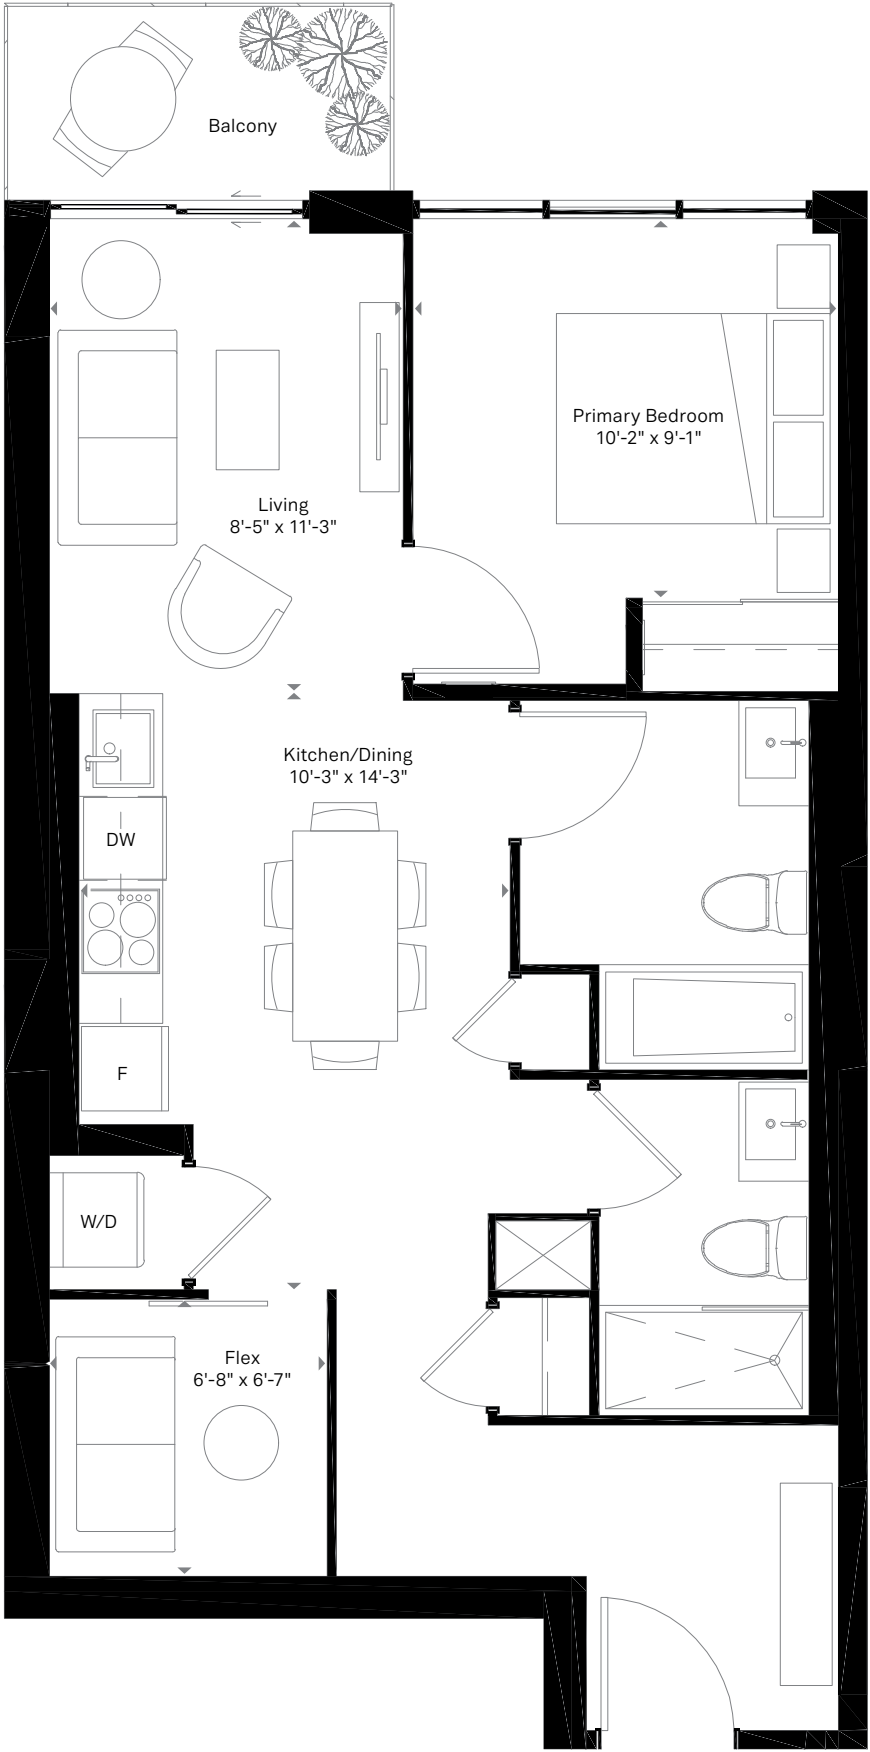 Balcony
Primary Bedroom
10'-2" x 9'-1"
Living
8'-5" x 11'-3"
Kitchen/Dining
10'-3" x 14'-3"
DW
F
W/D
Flex
6'-8" x 6'-7"